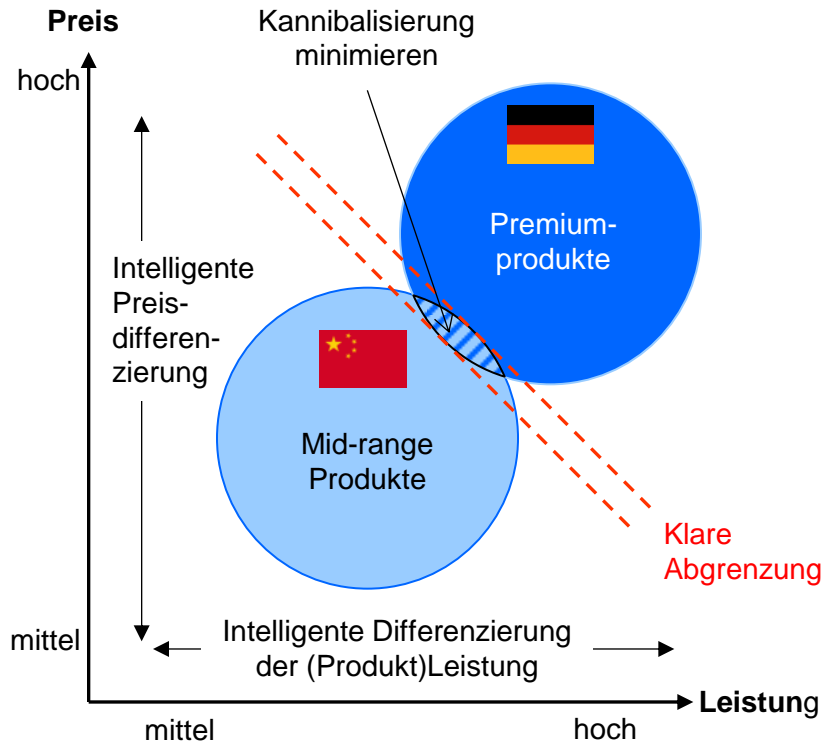 Preis
Kannibalisierung
minimieren
hoch
Premium-
produkte
Intelligente
Preis-
differen-
zierung
Mid-range
Produkte
Klare
Abgrenzung
mittel
Intelligente Differenzierung
der (Produkt)Leistung
Leistung
mittel
hoch